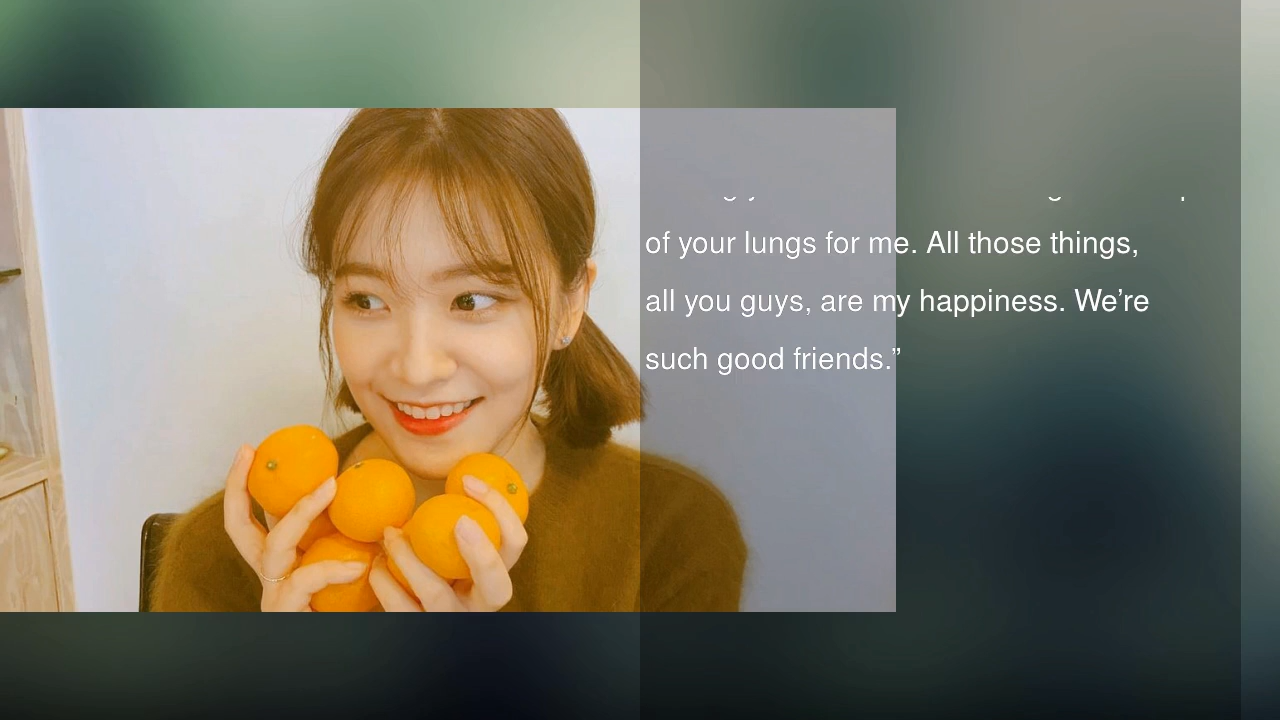 of your lungs for me. All those things,
all you guys, are my happiness. We’re
such good friends.”